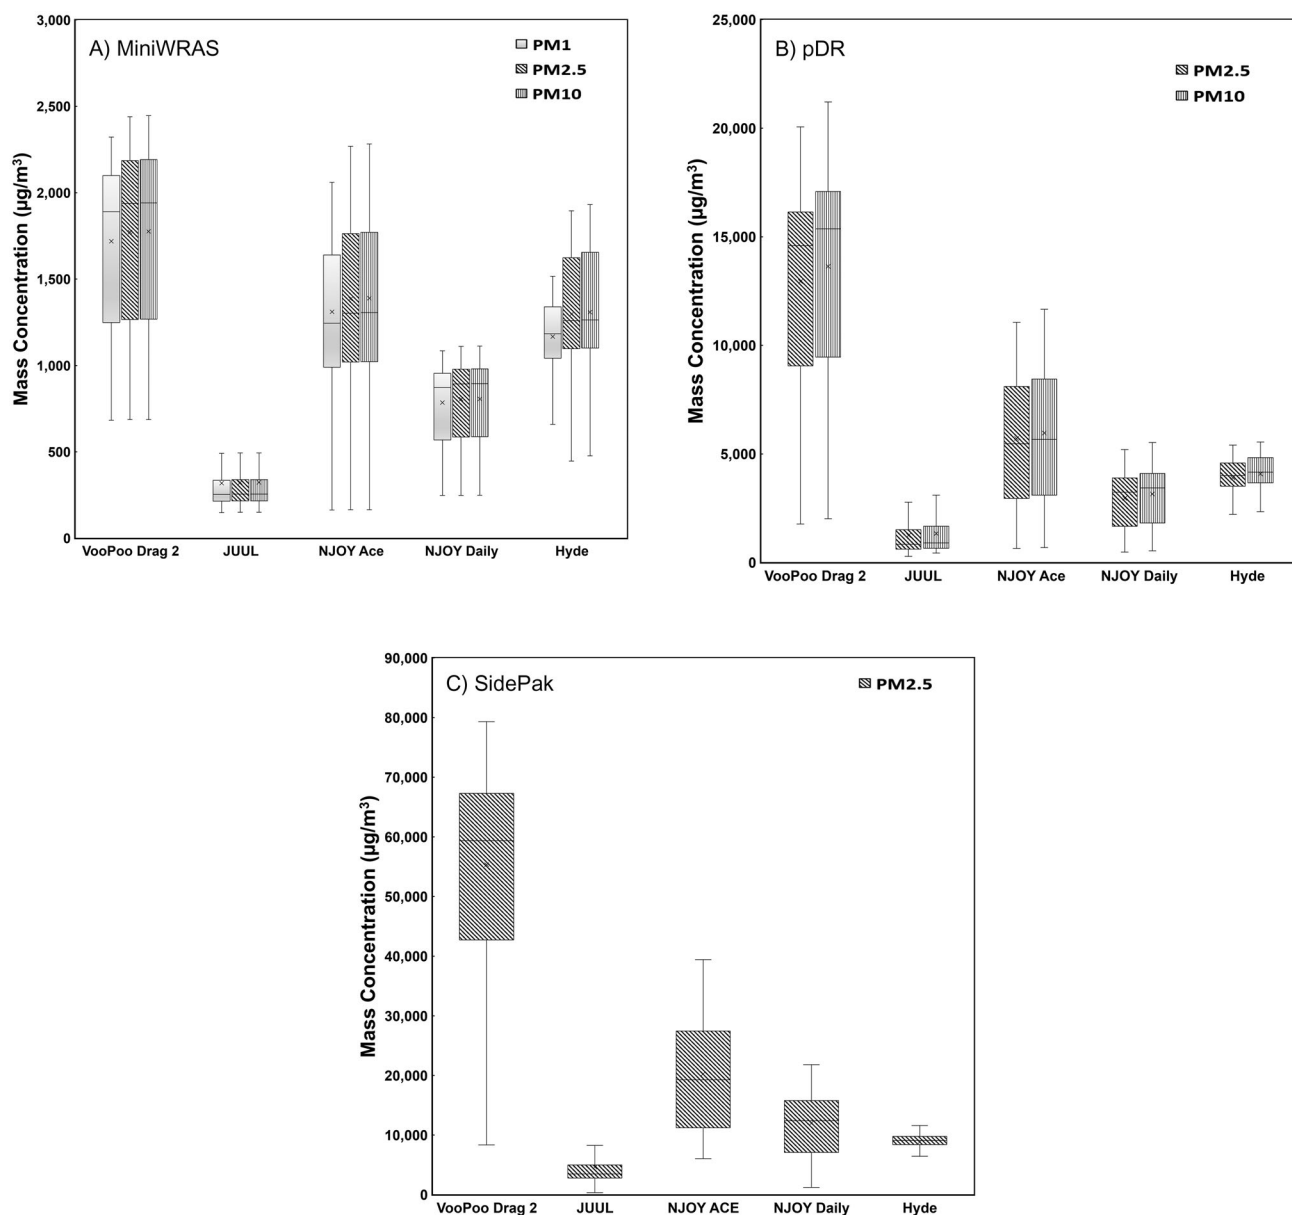 A) MiniWRAS
PM1
PM2.5
PM10
Mass Concentration (µg/m³)
3,000
2,500
2,000
1,500
1,000
500
0
VooPoo Drag 2 JUUL NJOY Ace NJOY Daily Hyde
B) pDR
PM2.5
PM10
Mass Concentration (µg/m³)
25,000
20,000
15,000
10,000
5,000
0
VooPoo Drag 2 JUUL NJOY Ace NJOY Daily Hyde
C) SidePak
PM2.5
Mass Concentration (µg/m³)
90,000
80,000
70,000
60,000
50,000
40,000
30,000
20,000
10,000
0
VooPoo Drag 2 JUUL NJOY ACE NJOY Daily Hyde